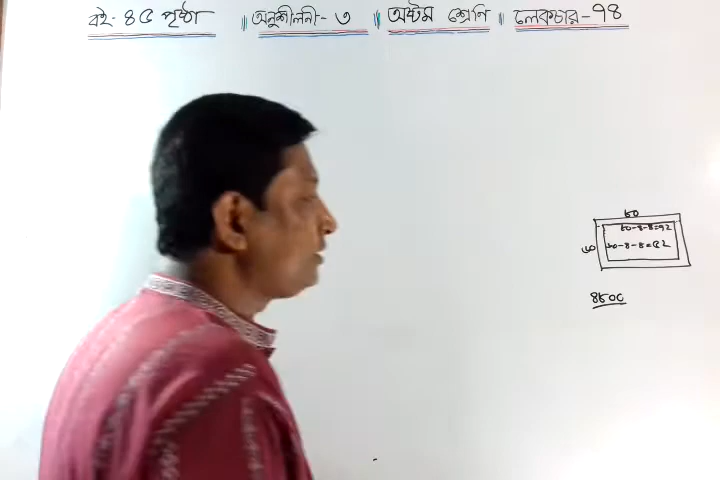 বই- ৪৫ পৃষ্ঠা || অনুশীলনী- ৩ || অষ্টম শ্রেণি || লেকচার-৭৪
৮০
৮০-৪-৪=৭২
৬০ ৬০-৪-৪=৫২
৪৮০০